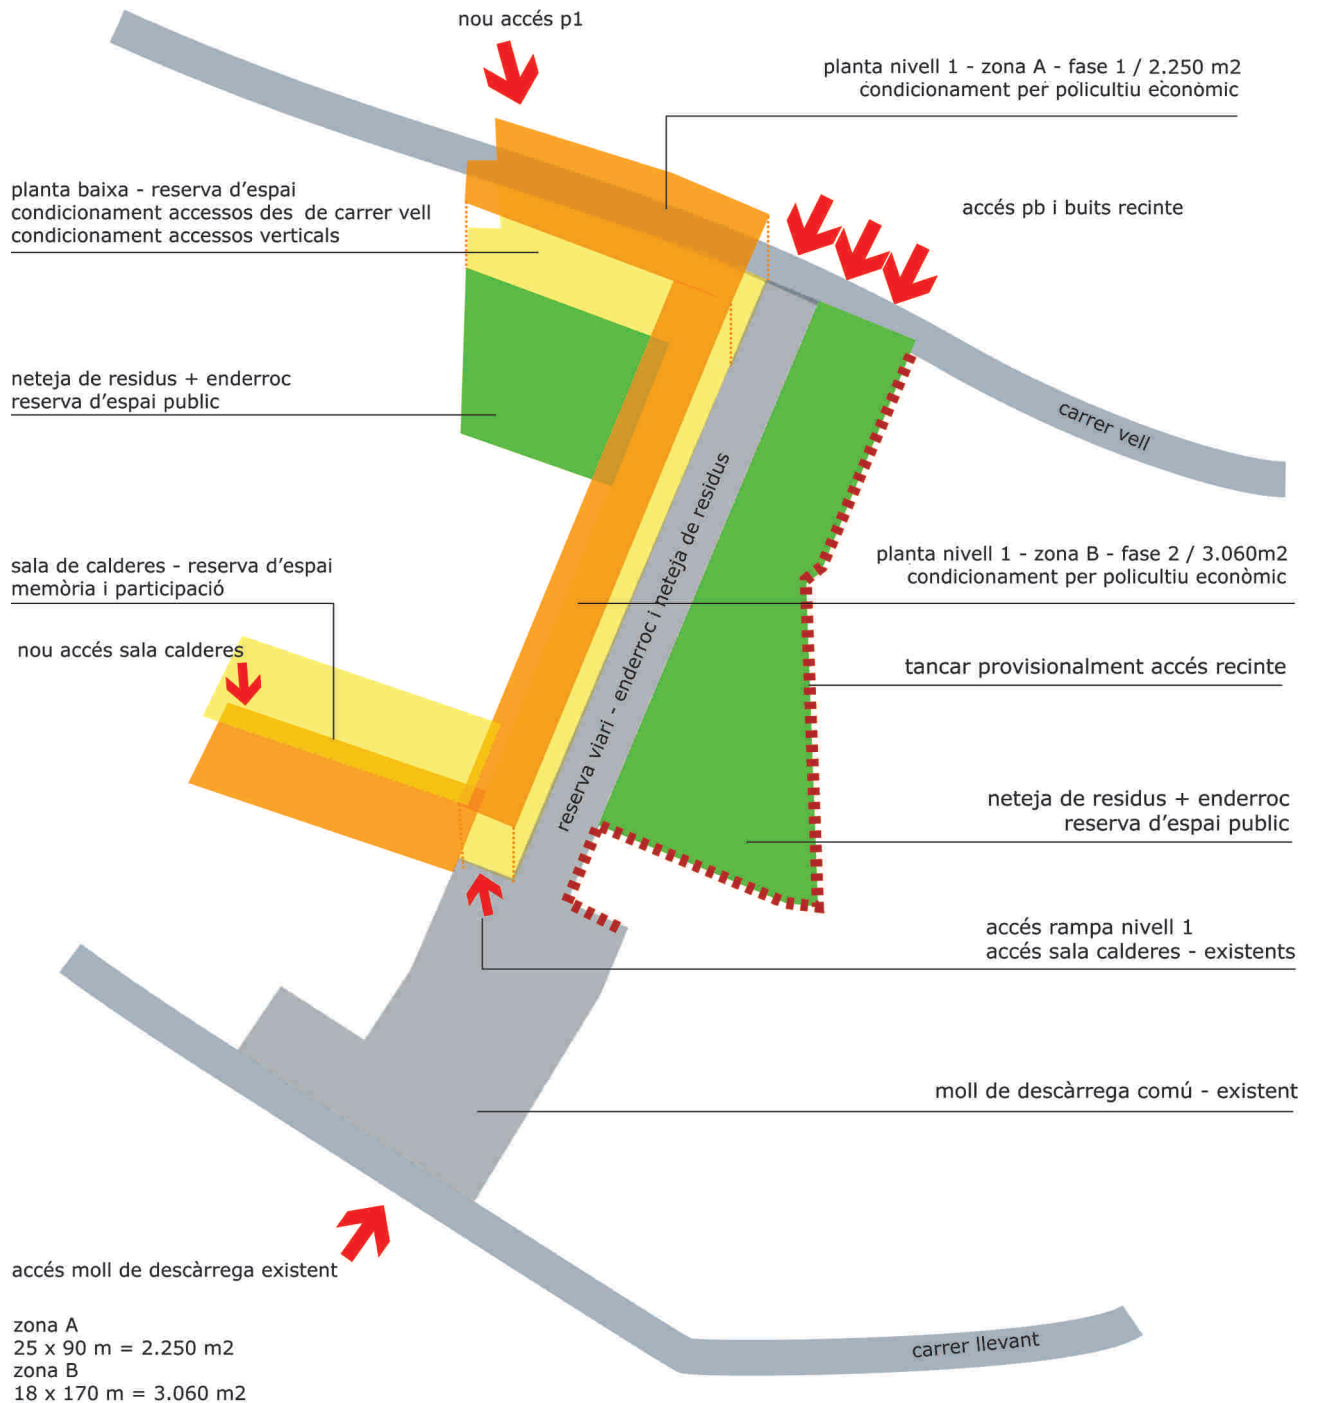 nou accés p1
planta nivell 1 - zona A - fase 1 / 2.250 m2
condicionament per policultiu econòmic
planta baixa - reserva d'espai
condicionament accessos des de carrer vell
condicionament accessos verticals
accés pb i buits recinte
neteja de residus + enderroc
reserva d'espai public
carrer vell
reserva viari - enderroc i neteja de residus
planta nivell 1 - zona B - fase 2 / 3.060m2
condicionament per policultiu econòmic
sala de calderes - reserva d'espai
memòria i participació
nou accés sala calderes
tancar provisionalment accés recinte
neteja de residus + enderroc
reserva d'espai public
accés rampa nivell 1
accés sala calderes - existents
moll de descàrrega comú - existent
accés moll de descàrrega existent
zona A
25 x 90 m = 2.250 m2
zona B
18 x 170 m = 3.060 m2
carrer llevant